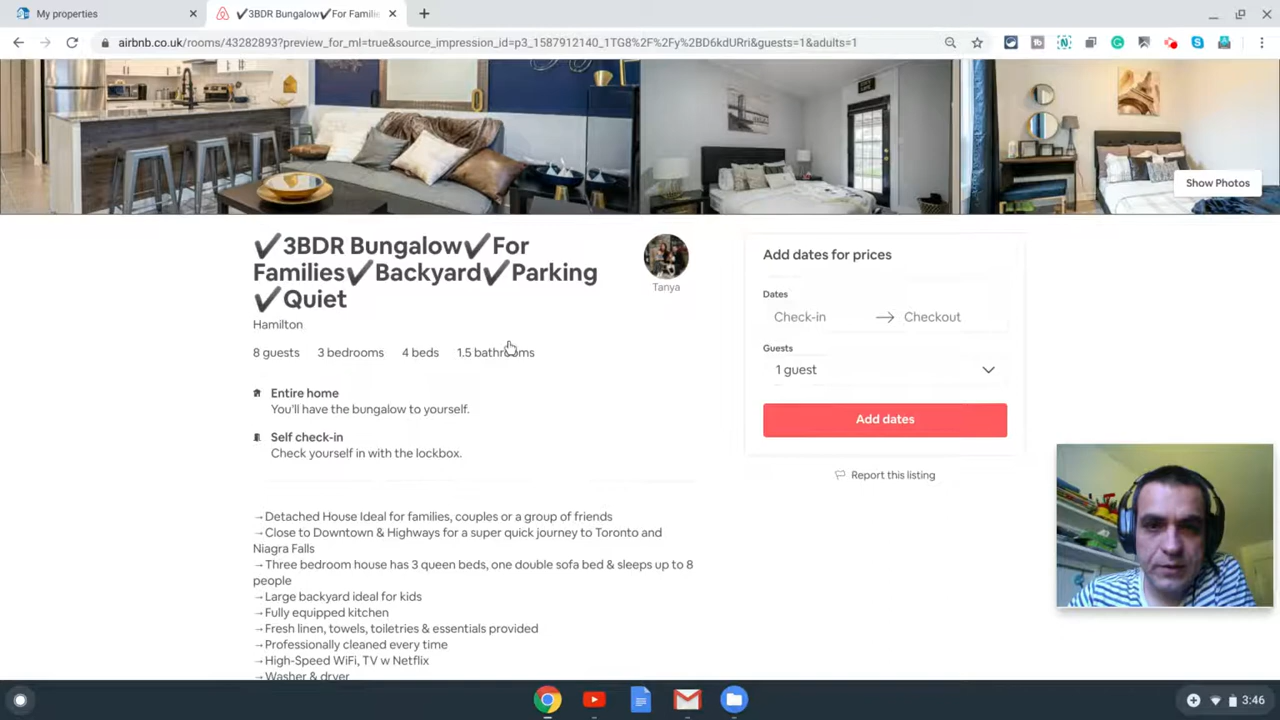 My properties
✔3BDR Bungalow✔For Familie
airbnb.co.uk/rooms/43282893?preview_for_ml=true&source_impression_id=p3_1587912140_1TG8%2F%2Fy%2BD6kdURri&guests=1&adults=1
Show Photos
✔3BDR Bungalow✔For
Families✔Backyard✔Parking
✔Quiet
Tanya
Hamilton
8 guests 3 bedrooms 4 beds 1.5 bathrooms
Entire home
You'll have the bungalow to yourself.
Self check-in
Check yourself in with the lockbox.
→Detached House Ideal for families, couples or a group of friends
→Close to Downtown & Highways for a super quick journey to Toronto and
Niagra Falls
→Three bedroom house has 3 queen beds, one double sofa bed & sleeps up to 8
people
→Large backyard ideal for kids
→Fully equipped kitchen
→Fresh linen, towels, toiletries & essentials provided
→Professionally cleaned every time
→High-Speed WiFi, TV w Netflix
→Washer & dryer
Add dates for prices
Dates
Check-in → Checkout
Guests
1 guest
Add dates
Report this listing
3:46